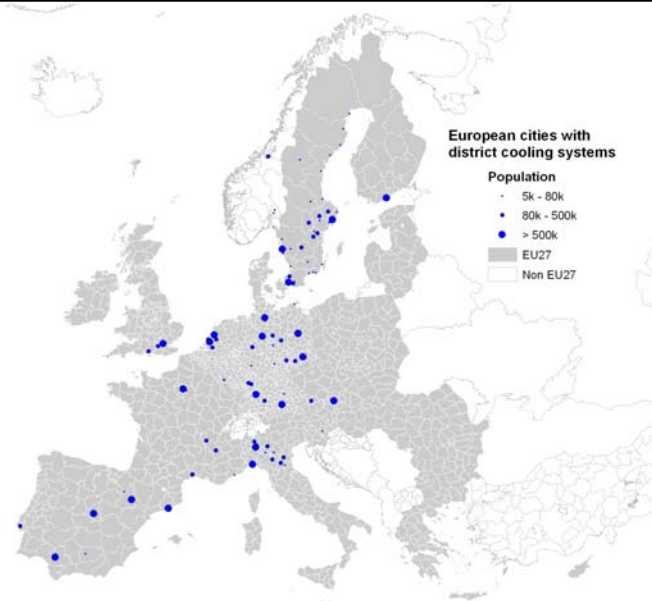 European cities with
district cooling systems
Population
5k - 80k
80k - 500k
> 500k
EU27
Non EU27